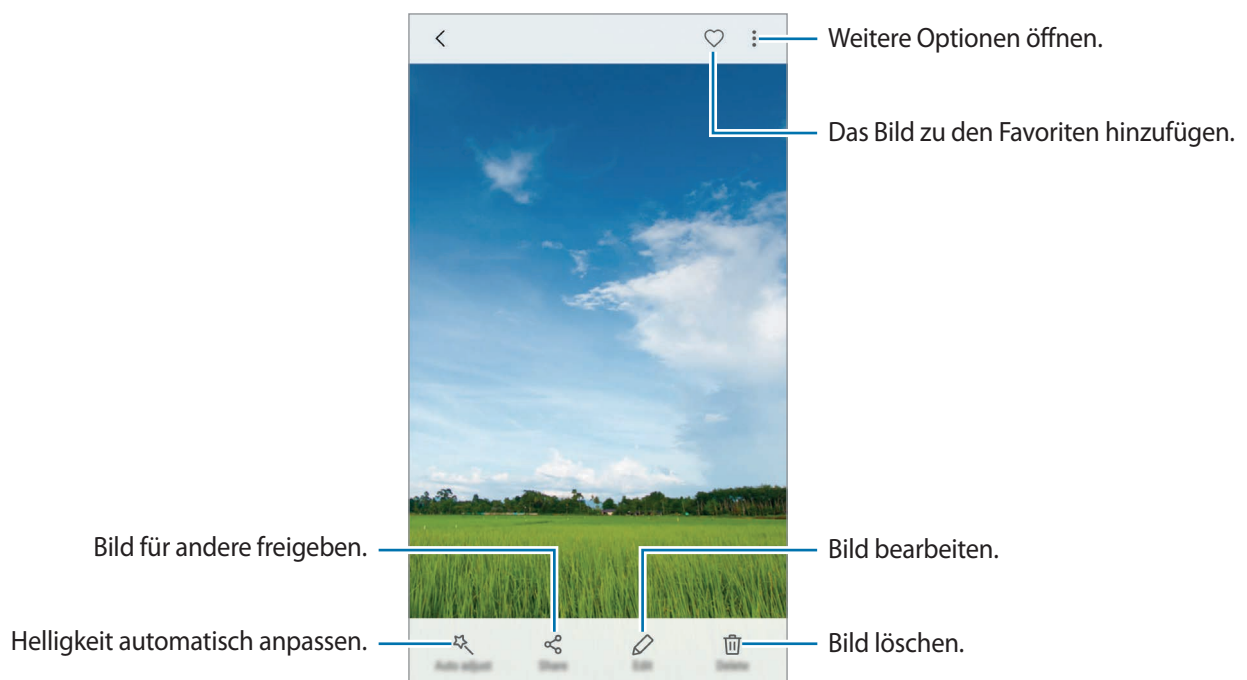 Weitere Optionen öffnen.
Das Bild zu den Favoriten hinzufügen.
Bild für andere freigeben.
Bild bearbeiten.
Helligkeit automatisch anpassen.
Bild löschen.
Auto adjust
Share
Edit
Delete